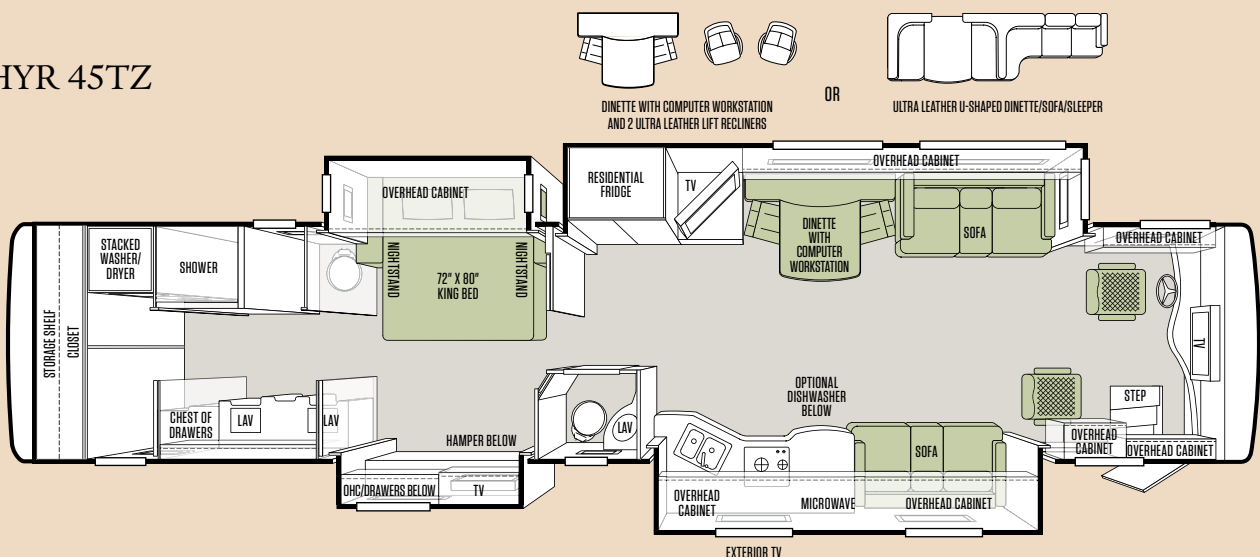 HYR 45TZ
DINETTE WITH COMPUTER WORKSTATION
AND 2 ULTRA LEATHER LIFT RECLINERS
OR
ULTRA LEATHER U-SHAPED DINETTE/SOFA/SLEEPER
OVERHEAD CABINET
RESIDENTIAL
FRIDGE
TV
OVERHEAD CABINET
DINETTE
WITH
COMPUTER
WORKSTATION
SOFA
OVERHEAD CABINET
STORAGE SHELF
CLOSET
STACKED
WASHER/
DRYER
SHOWER
NIGHTSTAND
72" X 80"
KING BED
NIGHTSTAND
TV
CHEST OF
DRAWERS
LAV
LAV
HAMPER BELOW
LAV
OPTIONAL
DISHWASHER
BELOW
STEP
OVERHEAD
CABINET
OVERHEAD CABINET
OHC/DRAWERS BELOW
TV
OVERHEAD
CABINET
MICROWAVE
SOFA
OVERHEAD CABINET
EXTERIOR TV